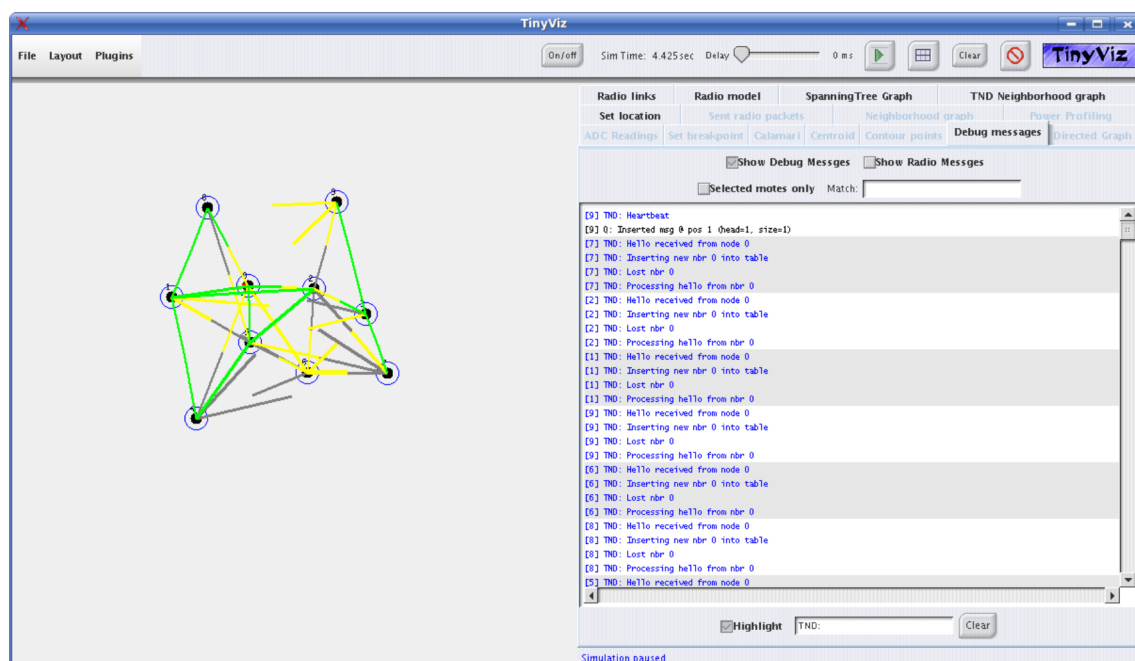 TinyViz
File Layout Plugins
On/off Sim Time: 4.425sec Delay 0 ms Clear TinyViz
Radio links Radio model SpanningTree Graph TND Neighborhood graph
Set location Sent radio packets Neighborhood graph Power Profiling
ADC Readings Set breakpoint Calamari Centroid Contour points Debug messages Directed Graph
Show Debug Messges Show Radio Messges
Selected motes only Match:
[9] TND: Heartbeat
[9] Q: Inserted msg @ pos 1 (head=1, size=1)
[7] TND: Hello received from node 0
[7] TND: Inserting new nbr 0 into table
[7] TND: Lost nbr 0
[7] TND: Processing hello from nbr 0
[2] TND: Hello received from node 0
[2] TND: Inserting new nbr 0 into table
[2] TND: Lost nbr 0
[2] TND: Processing hello from nbr 0
[1] TND: Hello received from node 0
[1] TND: Inserting new nbr 0 into table
[1] TND: Lost nbr 0
[1] TND: Processing hello from nbr 0
[9] TND: Hello received from node 0
[9] TND: Inserting new nbr 0 into table
[9] TND: Lost nbr 0
[9] TND: Processing hello from nbr 0
[6] TND: Hello received from node 0
[6] TND: Inserting new nbr 0 into table
[6] TND: Lost nbr 0
[6] TND: Processing hello from nbr 0
[8] TND: Hello received from node 0
[8] TND: Inserting new nbr 0 into table
[8] TND: Lost nbr 0
[8] TND: Processing hello from nbr 0
[5] TND: Hello received from node 0
Highlight TND: Clear
Simulation paused